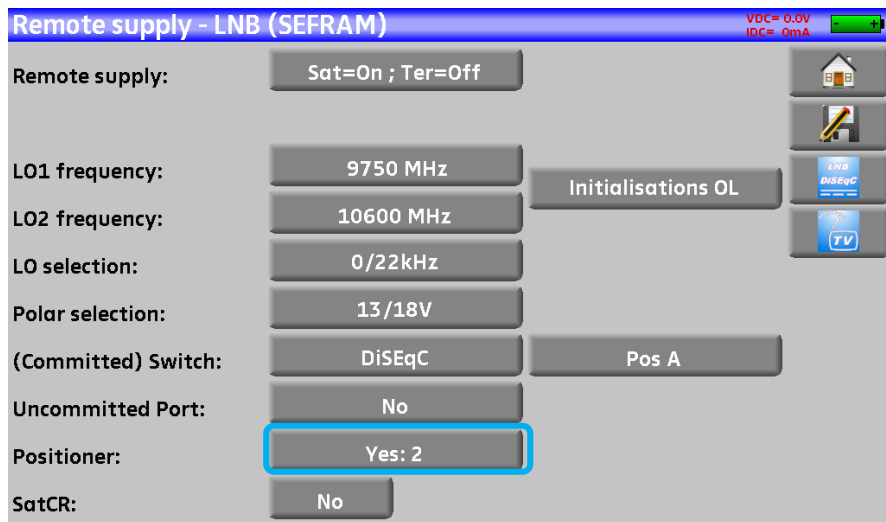 Remote supply - LNB (SEFRAM)
VDC= 0.0V
IDC= 0mA
- +
Remote supply: Sat=On ; Ter=Off
LO1 frequency: 9750 MHz
Initialisations OL
LNB
DiSEqC
LO2 frequency: 10600 MHz
TV
LO selection: 0/22kHz
Polar selection: 13/18V
(Committed) Switch: DiSEqC Pos A
Uncommitted Port: No
Positioner: Yes: 2
SatCR: No